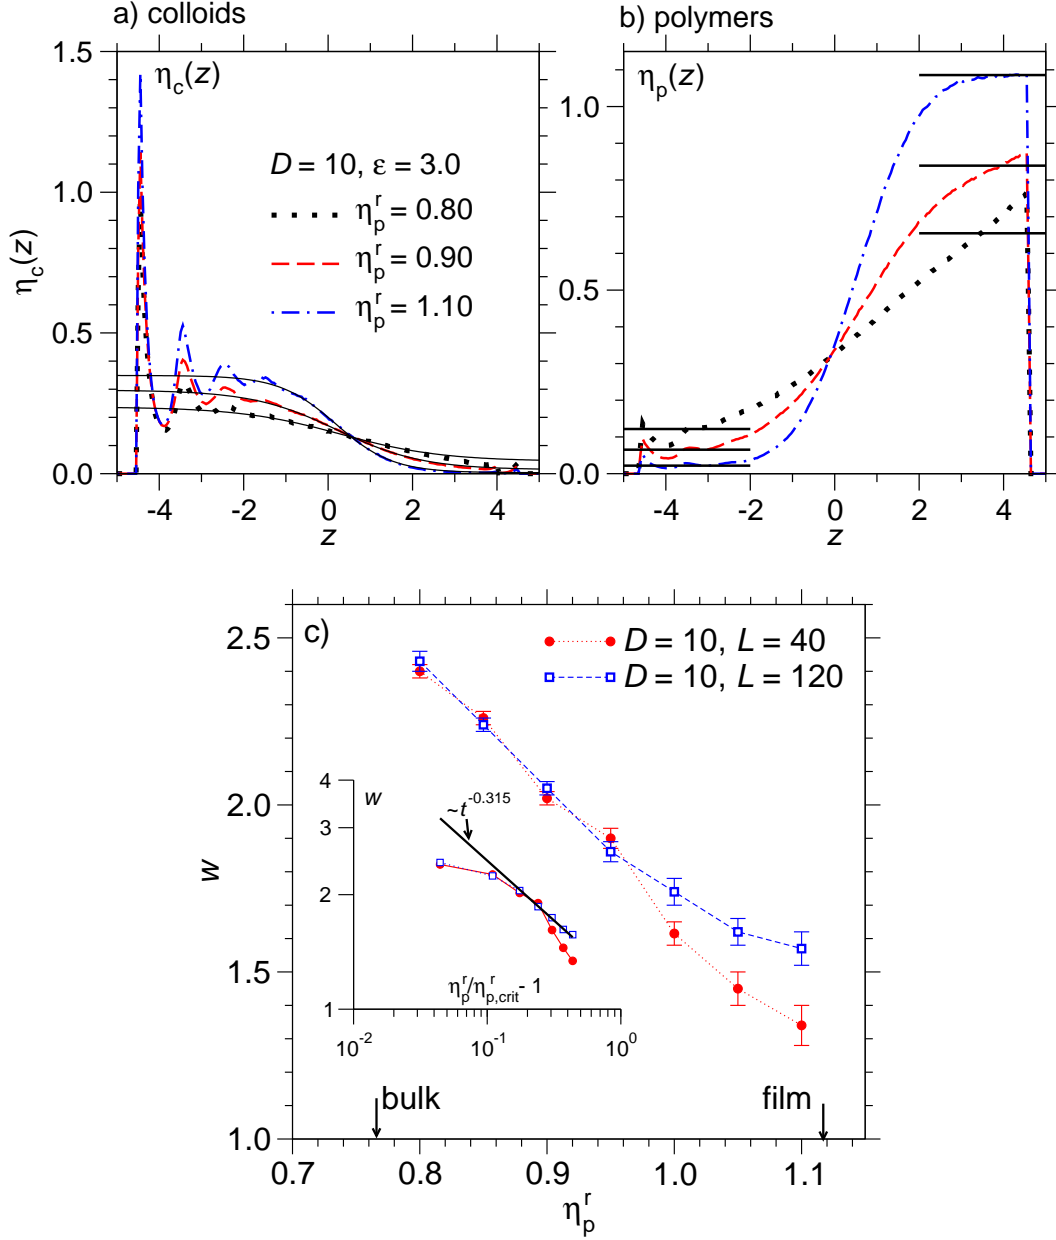 a) colloids
b) polymers
η_c(z)
D = 10, ε = 3.0
η_p^r = 0.80
η_p^r = 0.90
η_p^r = 1.10
1.5
1.0
0.5
0.0
η_c(z)
-4 -2 0 2 4
z
η_p(z)
1.0
0.5
0.0
-4 -2 0 2 4
z
c)
D = 10, L = 40
D = 10, L = 120
2.5
2.0
1.5
1.0
w
4
3
2
1
w
~t^-0.315
η_p^r/η_p,crit^r - 1
10^-2 10^-1 10^0
bulk
film
0.7 0.8 0.9 1.0 1.1
η_p^r